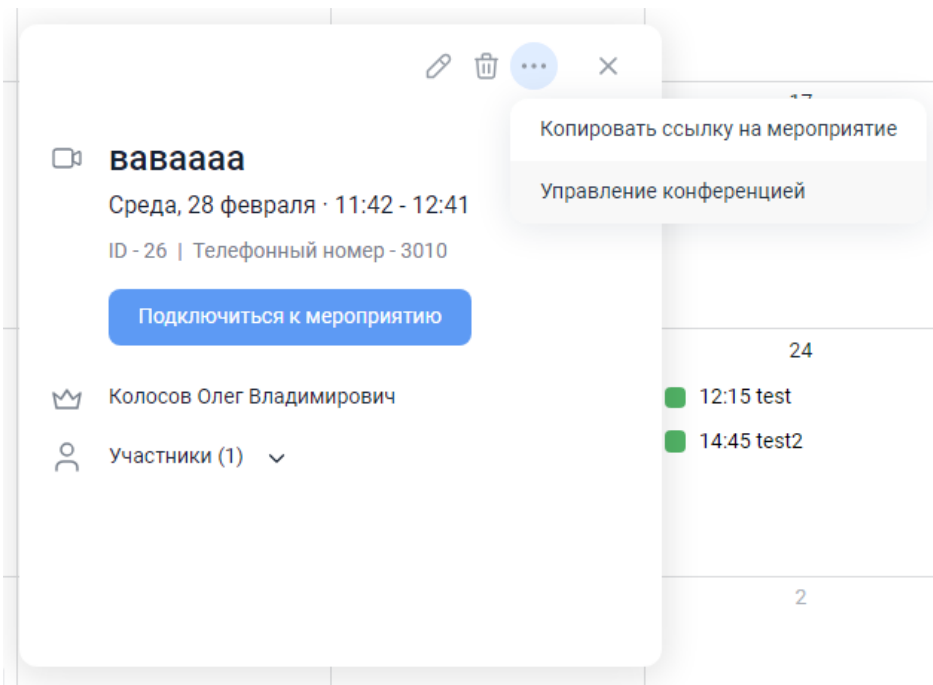 17
Копировать ссылку на мероприятие
Управление конференцией
ваваааа
Среда, 28 февраля · 11:42 - 12:41
ID - 26 | Телефонный номер - 3010
Подключиться к мероприятию
Колосов Олег Владимирович
Участники (1)
24
12:15 test
14:45 test2
2